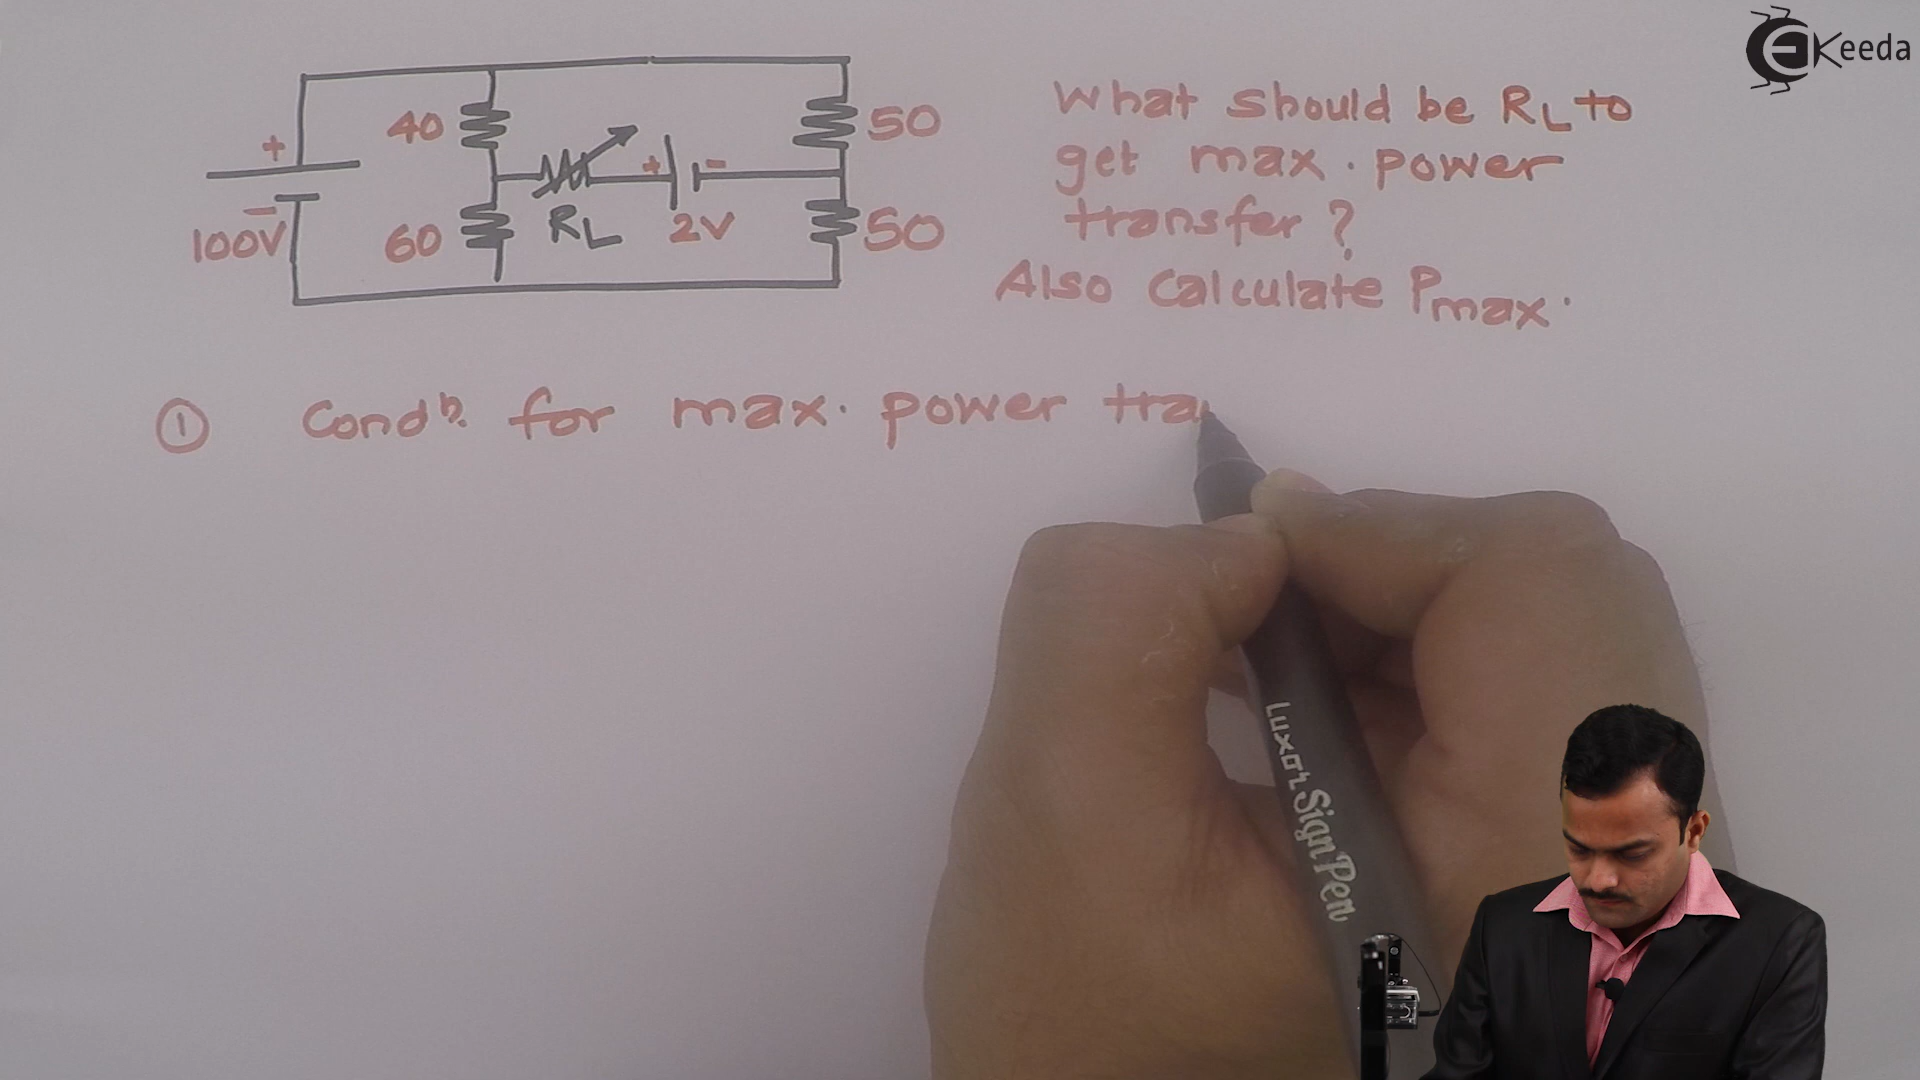 Keeda
What should be RL to
get max. power
transfer?
Also Calculate Pmax.
40
50
+
+
-
-
100V
60
RL
2V
50
① Condn. for max. power tra
Luxor SignPen